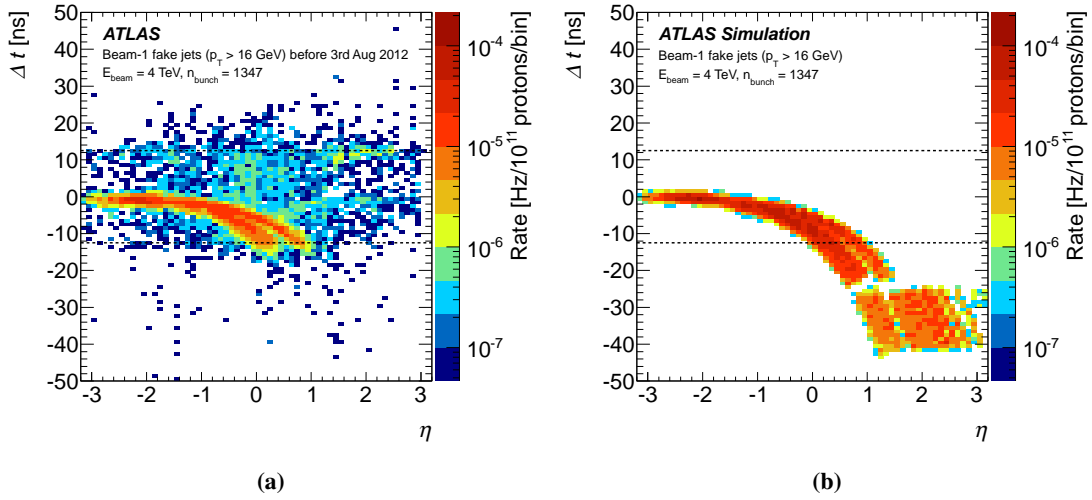 ATLAS
Beam-1 fake jets (p_T > 16 GeV) before 3rd Aug 2012
E_beam = 4 TeV, n_bunch = 1347
Δ t [ns]
50
40
30
20
10
0
-10
-20
-30
-40
-50
-3 -2 -1 0 1 2 3
η
10^-4
10^-5
10^-6
10^-7
Rate [Hz/10^11 protons/bin]
(a)
ATLAS Simulation
Beam-1 fake jets (p_T > 16 GeV)
E_beam = 4 TeV, n_bunch = 1347
Δ t [ns]
50
40
30
20
10
0
-10
-20
-30
-40
-50
-3 -2 -1 0 1 2 3
η
10^-4
10^-5
10^-6
10^-7
Rate [Hz/10^11 protons/bin]
(b)